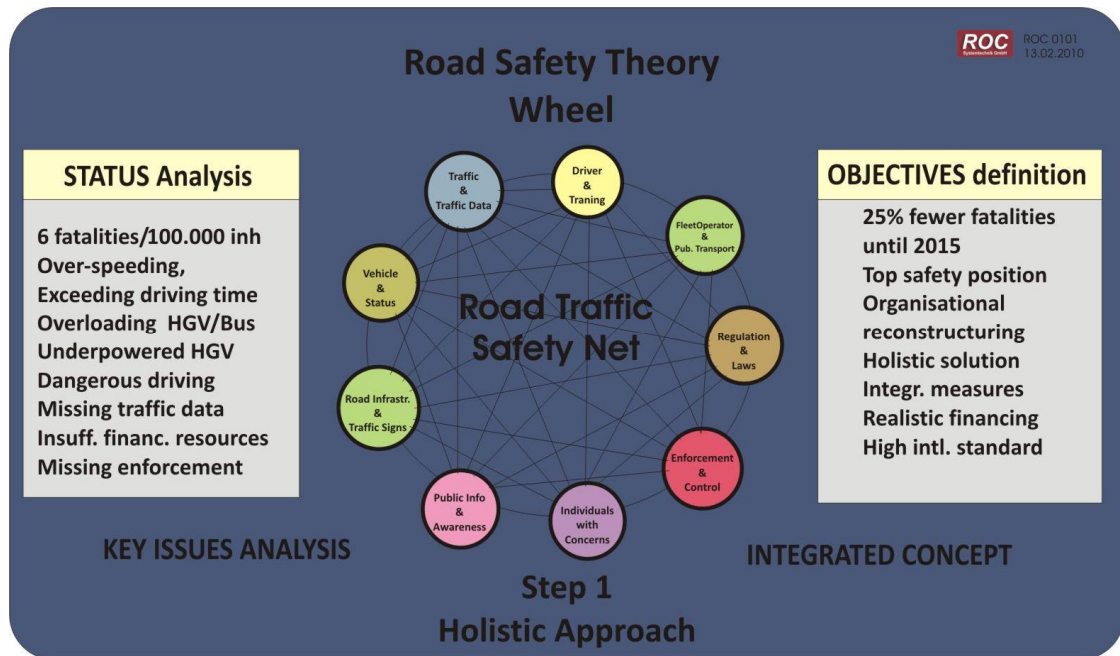 Road Safety Theory
Wheel
ROC
Systemtechnik GmbH
ROC 0101
13.02.2010
STATUS Analysis
6 fatalities/100.000 inh
Over-speeding,
Exceeding driving time
Overloading HGV/Bus
Underpowered HGV
Dangerous driving
Missing traffic data
Insuff. financ. resources
Missing enforcement
KEY ISSUES ANALYSIS
Traffic
&
Traffic Data
Driver
&
Traning
FleetOperator
&
Pub. Transport
Vehicle
&
Status
Road Traffic
Safety Net
Regulation
&
Laws
Road Infrastr.
&
Traffic Signs
Enforcement
&
Control
Public Info
&
Awareness
Individuals
with
Concerns
Step 1
Holistic Approach
OBJECTIVES definition
25% fewer fatalities
until 2015
Top safety position
Organisational
reconstructing
Holistic solution
Integr. measures
Realistic financing
High intl. standard
INTEGRATED CONCEPT